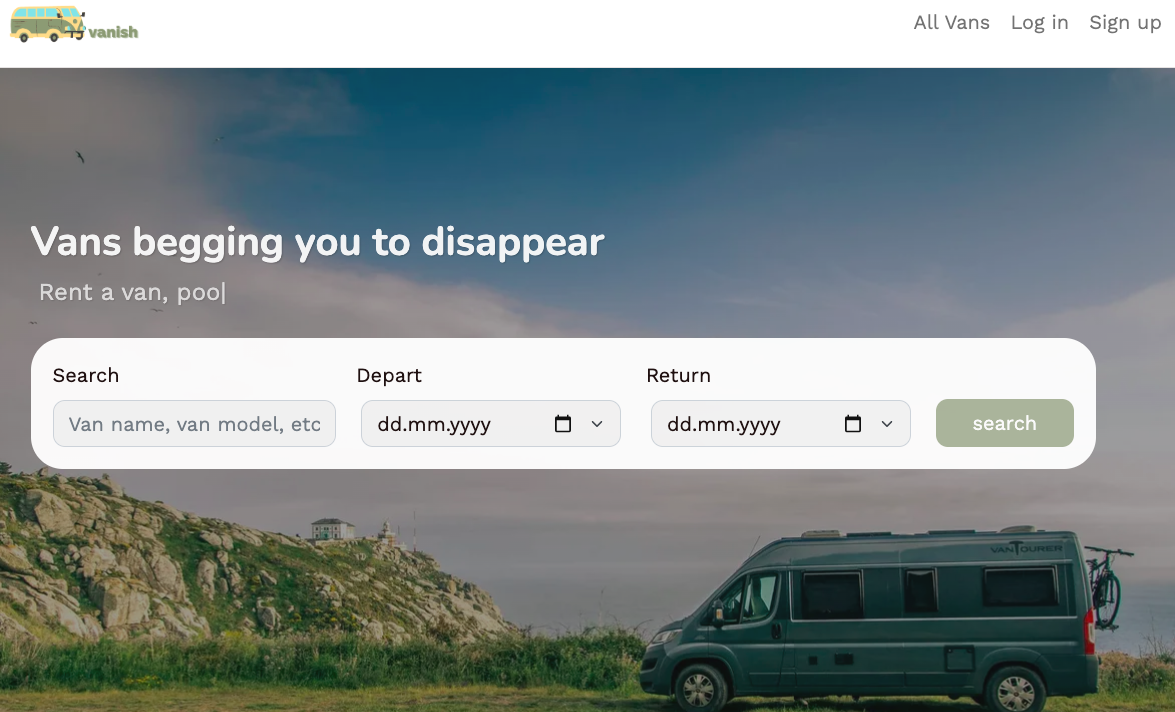 vanish
All Vans Log in Sign up
Vans begging you to disappear
Rent a van, poo|
Search Depart Return
Van name, van model, etc dd.mm.yyyy dd.mm.yyyy search
VANTOURER